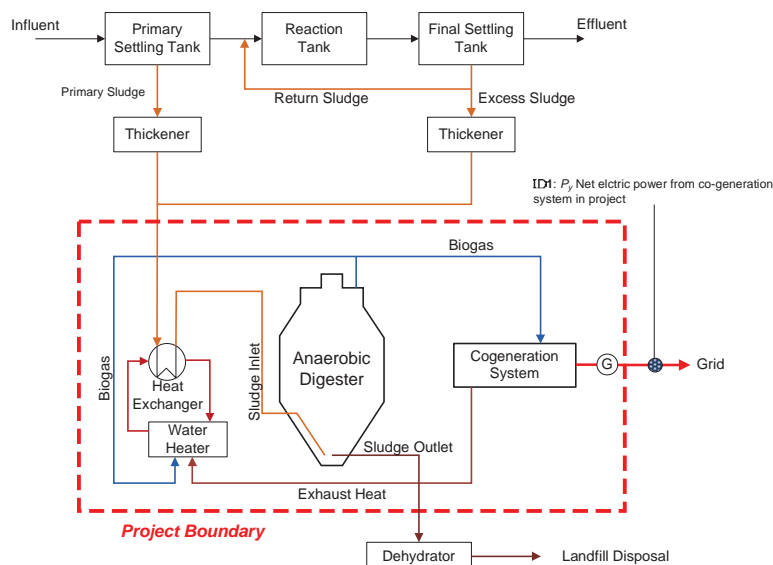 Influent
Primary
Settling Tank
Reaction
Tank
Final Settling
Tank
Effluent
Primary Sludge
Return Sludge
Excess Sludge
Thickener
Thickener
ID1: Py Net elctric power from co-generation
system in project
Biogas
Biogas
Heat
Exchanger
Water
Heater
Sludge Inlet
Anaerobic
Digester
Cogeneration
System
G
Grid
Sludge Outlet
Exhaust Heat
Project Boundary
Dehydrator
Landfill Disposal